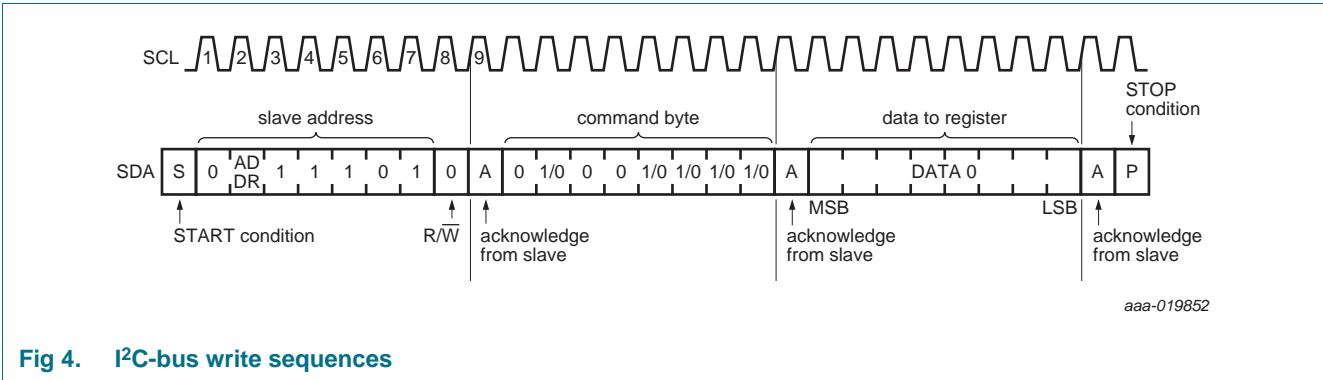 SCL 1 2 3 4 5 6 7 8 9
STOP
condition
slave address command byte data to register
SDA S 0 AD DR 1 1 1 0 1 0 A 0 1/0 0 0 1/0 1/0 1/0 1/0 A DATA 0 A P
MSB LSB
START condition R/W̅ acknowledge from slave acknowledge from slave acknowledge from slave
aaa-019852
Fig 4. I²C-bus write sequences